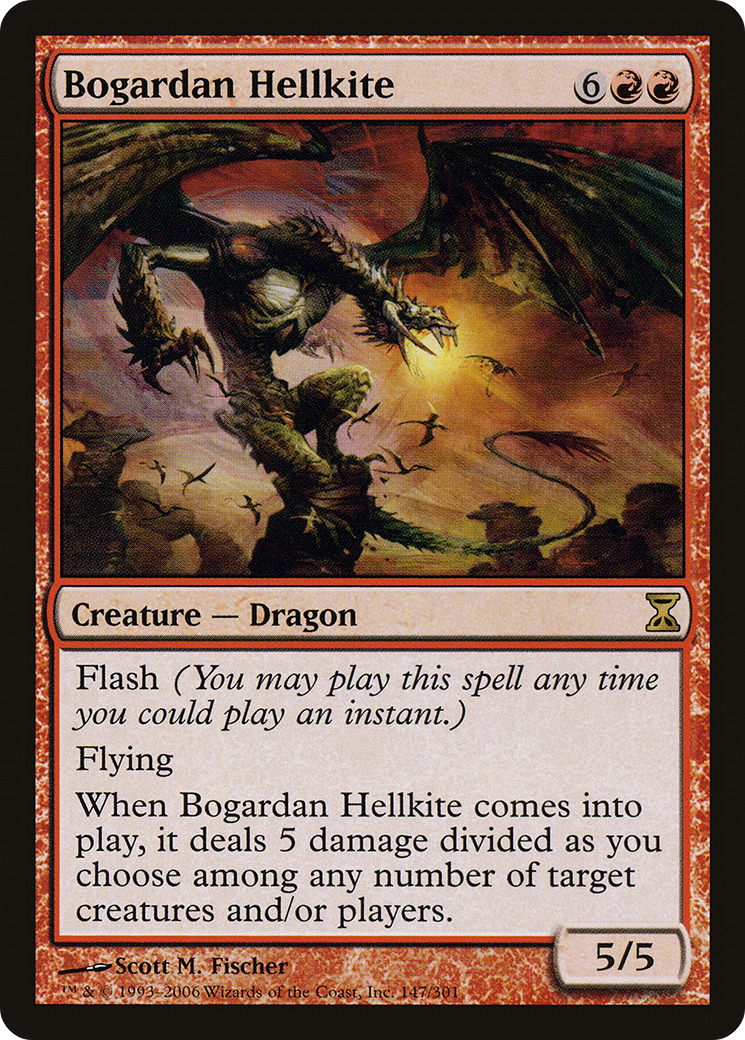 Bogardan Hellkite 6
Creature — Dragon
Flash (You may play this spell any time
you could play an instant.)
Flying
When Bogardan Hellkite comes into
play, it deals 5 damage divided as you
choose among any number of target
creatures and/or players.
5/5
Scott M. Fischer
™ & © 1993–2006 Wizards of the Coast, Inc. 147/301